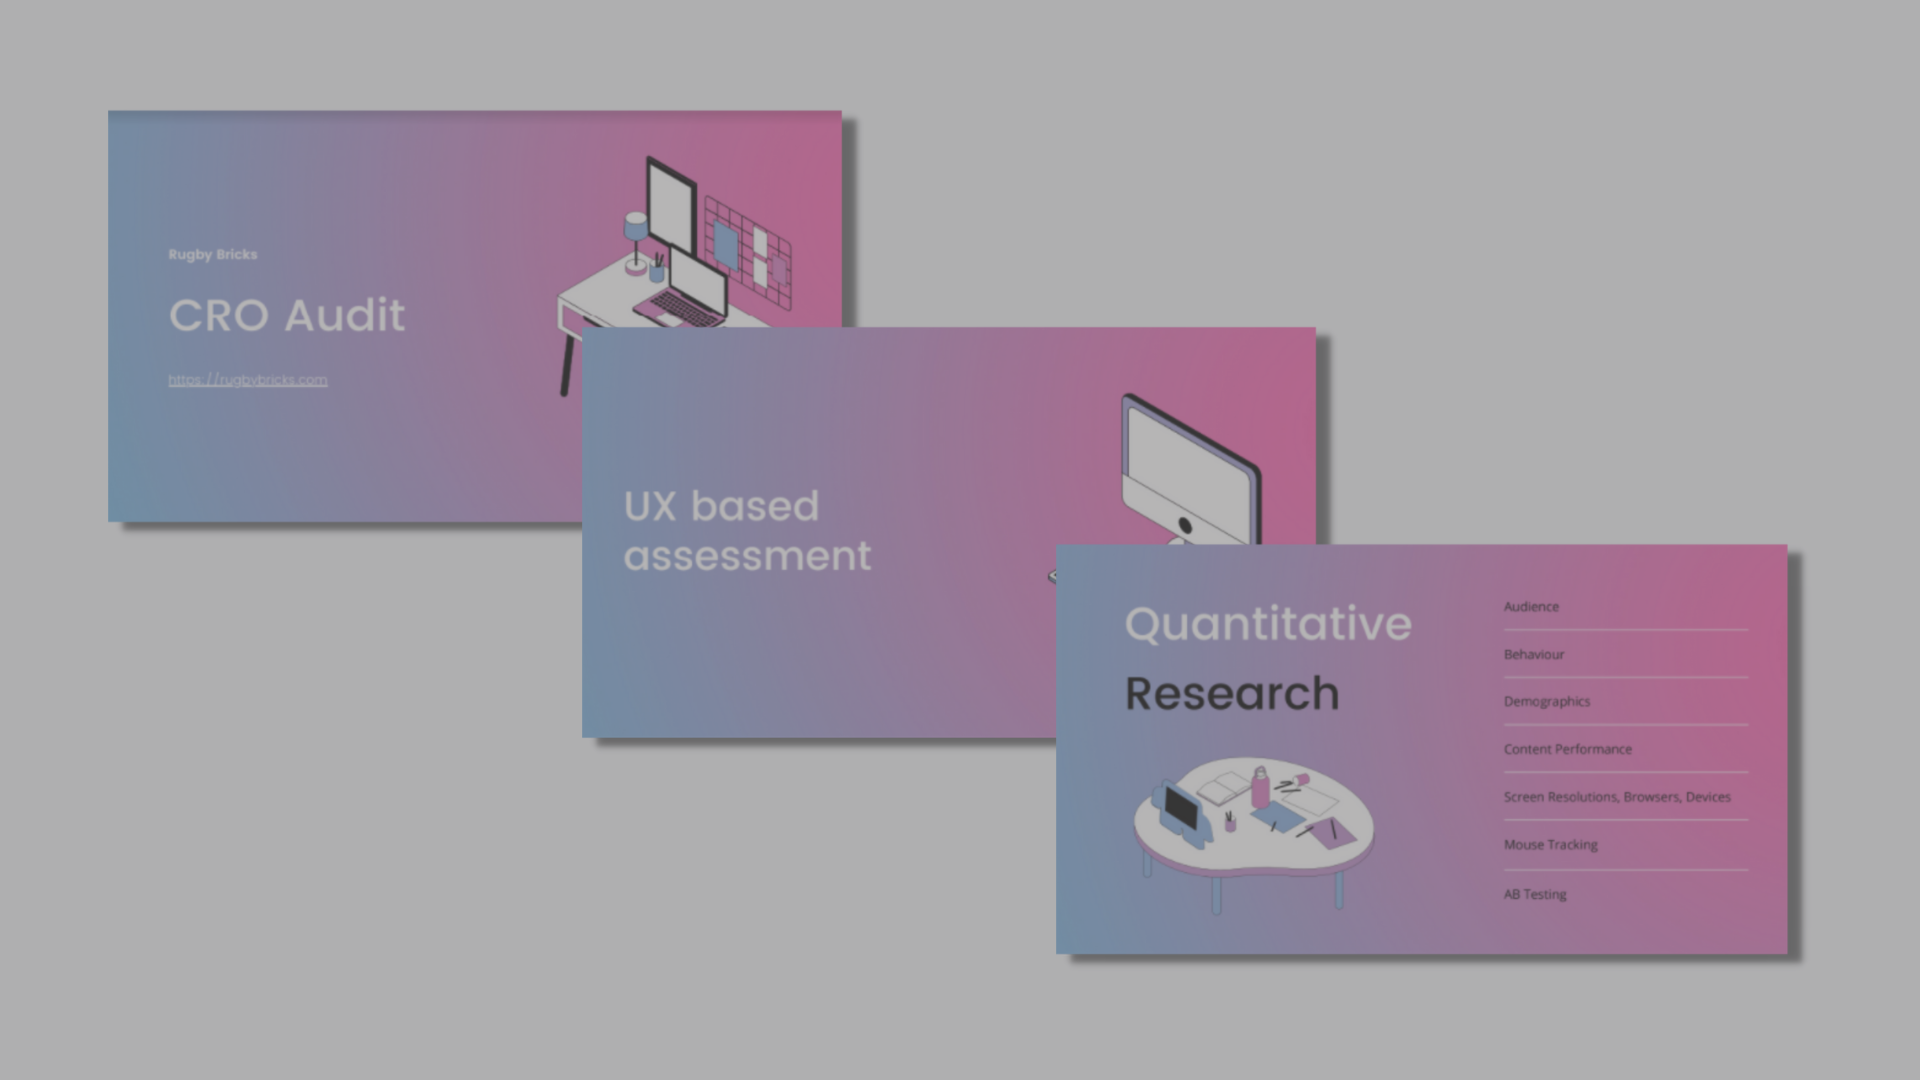 Rugby Bricks
CRO Audit
https://rugbybricks.com
UX based
assessment
Quantitative
Research
Audience
Behaviour
Demographics
Content Performance
Screen Resolutions, Browsers, Devices
Mouse Tracking
AB Testing